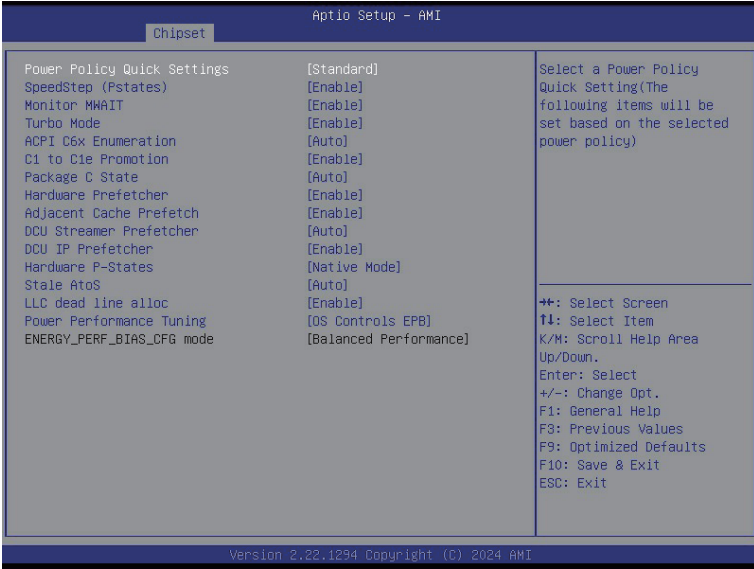 Aptio Setup – AMI
Chipset
Power Policy Quick Settings [Standard]
SpeedStep (Pstates) [Enable]
Monitor MWAIT [Enable]
Turbo Mode [Enable]
ACPI C6x Enumeration [Auto]
C1 to C1e Promotion [Enable]
Package C State [Auto]
Hardware Prefetcher [Enable]
Adjacent Cache Prefetch [Enable]
DCU Streamer Prefetcher [Auto]
DCU IP Prefetcher [Enable]
Hardware P-States [Native Mode]
Stale AtoS [Auto]
LLC dead line alloc [Enable]
Power Performance Tuning [OS Controls EPB]
ENERGY_PERF_BIAS_CFG mode [Balanced Performance]
Select a Power Policy
Quick Setting(The
following items will be
set based on the selected
power policy)
→←: Select Screen
↑↓: Select Item
K/M: Scroll Help Area
Up/Down.
Enter: Select
+/-: Change Opt.
F1: General Help
F3: Previous Values
F9: Optimized Defaults
F10: Save & Exit
ESC: Exit
Version 2.22.1294 Copyright (C) 2024 AMI